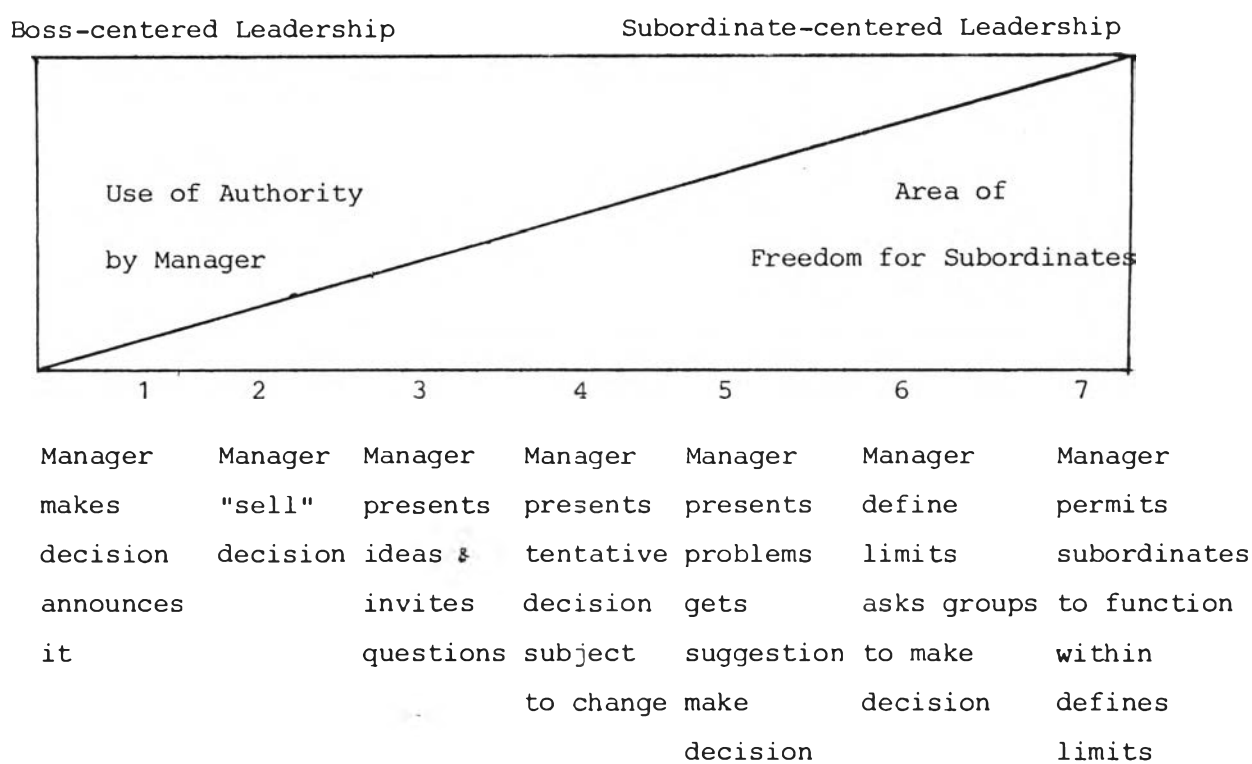 Boss-centered Leadership Subordinate-centered Leadership
Use of Authority
by Manager
Area of
Freedom for Subordinates
1 2 3 4 5 6 7
Manager
makes
decision
announces
it
Manager
"sell"
decision
Manager
presents
ideas &
invites
questions
Manager
presents
tentative
decision
subject
to change
Manager
presents
problems
gets
suggestion
make
decision
Manager
define
limits
asks groups
to make
decision
Manager
permits
subordinates
to function
within
defines
limits